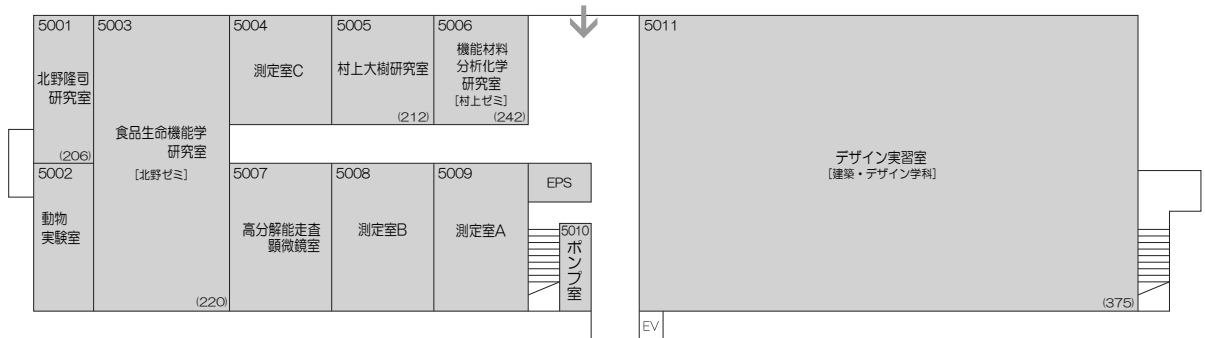 5001
北野隆司
研究室
(206)
5002
動物
実験室
5003
食品生命機能学
研究室
[北野ゼミ]
(220)
5004
測定室C
5005
村上大樹研究室
(212)
5006
機能材料
分析化学
研究室
[村上ゼミ]
(242)
5007
高分解能走査
顕微鏡室
5008
測定室B
5009
測定室A
EPS
5010
ポンプ室
5011
デザイン実習室
[建築・デザイン学科]
(375)
EV